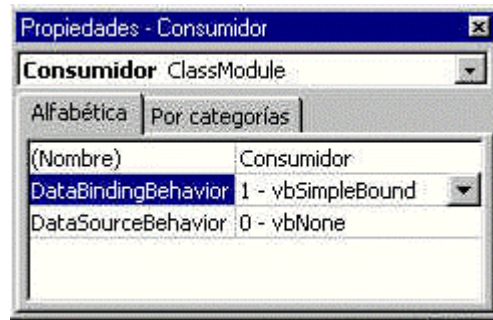 Propiedades - Consumidor
Consumidor ClassModule
Alfabética Por categorías
(Nombre) Consumidor
DataBindingBehavior 1 - vbSimpleBound
DataSourceBehavior 0 - vbNone